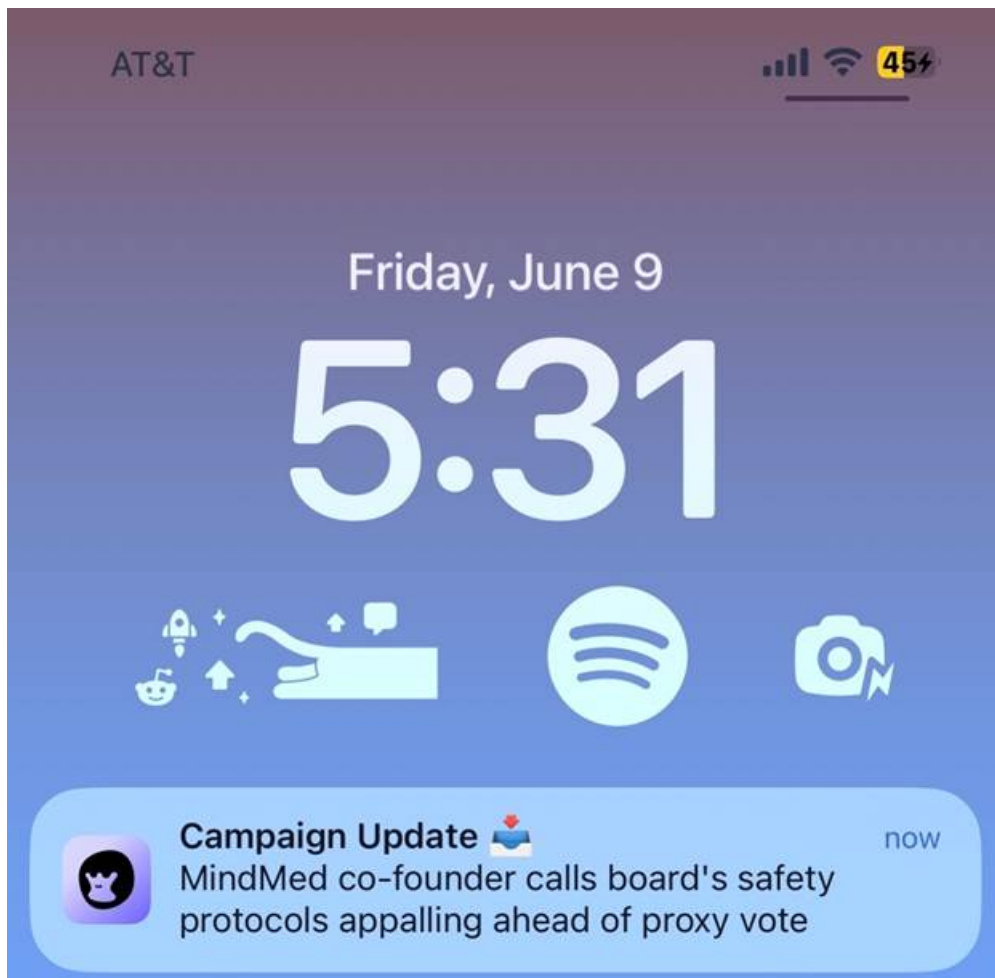 AT&T
45
Friday, June 9
5:31
Campaign Update
now
MindMed co-founder calls board's safety
protocols appalling ahead of proxy vote